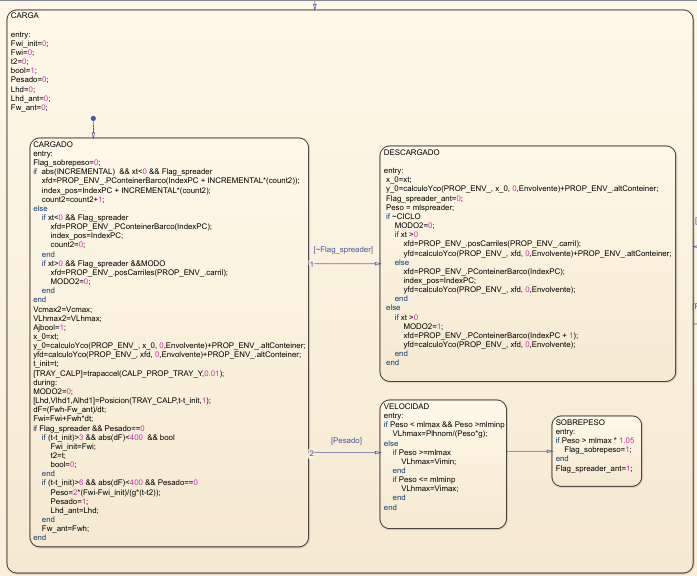 CARGA
entry:
Fwi_init=0;
Fwi=0;
t2=0;
bool=1;
Pesado=0;
Lhd=0;
Lhd_ant=0;
Fw_ant=0;
CARGADO
entry:
Flag_sobrepeso=0;
if abs(INCREMENTAL) && xt<0 && Flag_spreader
xfd=PROP_ENV_.PConteineroBarco(IndexPC + INCREMENTAL*(count2));
index_pos=IndexPC + INCREMENTAL*(count2);
count2=count2+1;
else
if xt<0 && Flag_spreader
xfd=PROP_ENV_.PConteineroBarco(IndexPC);
index_pos=IndexPC;
count2=0;
end
if xt>0 && Flag_spreader &&MODO
xfd=PROP_ENV_.posCarriles(PROP_ENV_.carril);
MODO2=0;
end
end
Vcmax2=Vcmax;
VLhmax2=VLhmax;
Ajbool=1;
x_0=xt;
y_0=calculoYco(PROP_ENV_, x_0, 0,Envolvente)+PROP_ENV_.altConteiner;
yfd=calculoYco(PROP_ENV_, xfd, 0,Envolvente)+PROP_ENV_.altConteiner;
t_init=t;
[TRAY_CALP]=trapaccel(CALP_PROP_TRAY_Y,0.01);
during:
MODO2=0;
[Lhd,Vlhd1,Alhd1]=Posicion(TRAY_CALP,t-t_init,1);
dF=(Fwh-Fw_ant)/dt;
Fwi=Fwi+Fwh*dt;
if Flag_spreader && Pesado==0
if (t-t_init)>3 && abs(dF)<400 && bool
Fwi_init=Fwi;
t2=t;
bool=0;
end
if (t-t_init)>6 && abs(dF)<400 && Pesado==0
Peso=2*(Fwi-Fwi_init)/(g*(t-t2));
Pesado=1;
Lhd_ant=Lhd;
end
Fw_ant=Fwh;
end
[~Flag_spreader]
1
[Pesado]
2
DESCARGADO
entry:
x_0=xt;
y_0=calculoYco(PROP_ENV_, x_0, 0,Envolvente)+PROP_ENV_.altConteiner;
Flag_spreader_ant=0;
Peso = mlspreader;
if ~CICLO
MODO2=0;
if xt >0
xfd=PROP_ENV_.posCarriles(PROP_ENV_.carril);
yfd=calculoYco(PROP_ENV_, xfd, 0,Envolvente)+PROP_ENV_.altConteiner;
else
xfd=PROP_ENV_.PConteineroBarco(IndexPC);
index_pos=IndexPC;
yfd=calculoYco(PROP_ENV_, xfd, 0,Envolvente);
end
else
if xt >0
MODO2=1;
xfd=PROP_ENV_.PConteineroBarco(IndexPC + 1);
yfd=calculoYco(PROP_ENV_, xfd, 0,Envolvente);
end
end
VELOCIDAD
entry:
if Peso < mlmax && Peso >mlminp
VLhmax=Plhnom/(Peso*g);
else
if Peso >=mlmax
VLhmax=Vlmin;
end
if Peso <= mlminp
VLhmax=Vlmax;
end
end
SOBREPESO
entry:
if Peso > mlmax * 1.05
Flag_sobrepeso=1;
end
Flag_spreader_ant=1;